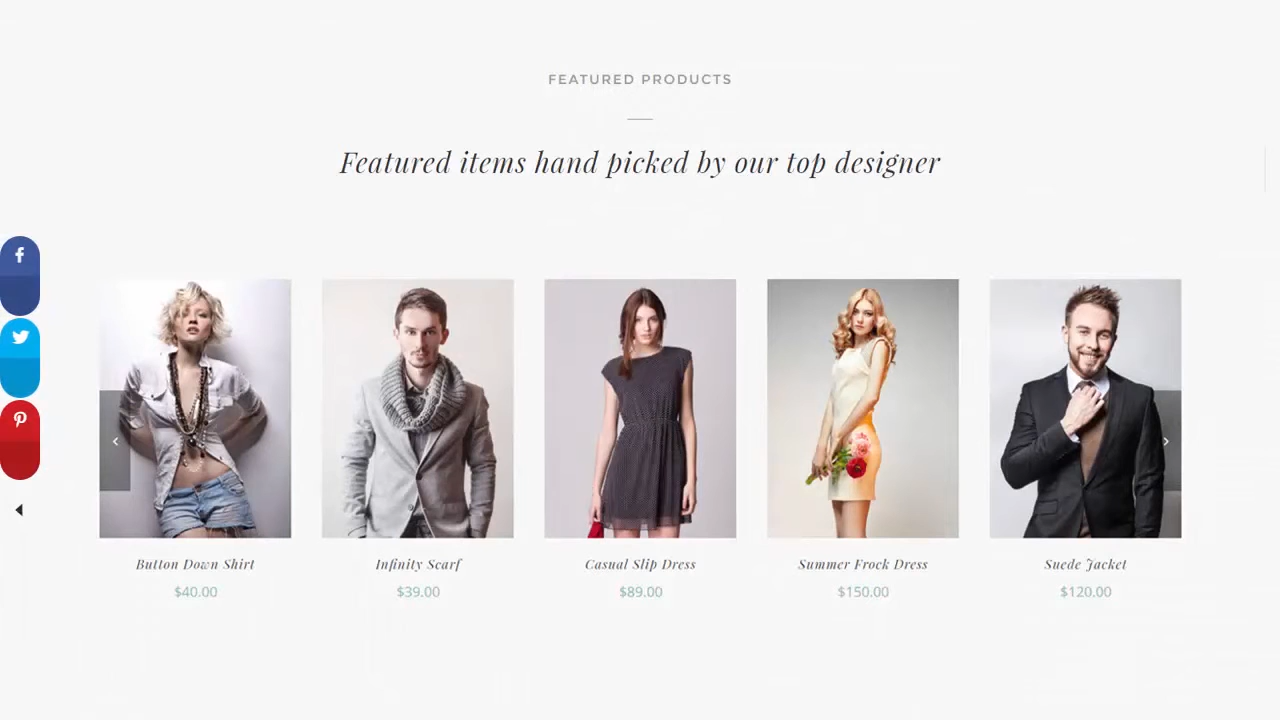 FEATURED PRODUCTS
Featured items hand picked by our top designer
Button Down Shirt
$40.00
Infinity Scarf
$39.00
Casual Slip Dress
$89.00
Summer Frock Dress
$150.00
Suede Jacket
$120.00